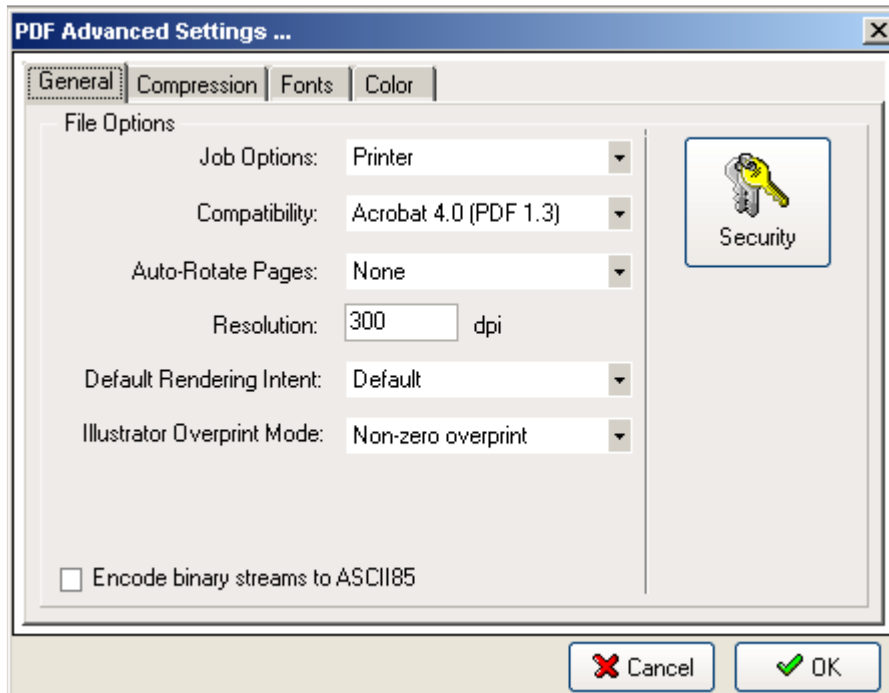 PDF Advanced Settings ...
General Compression Fonts Color
File Options
Job Options: Printer
Compatibility: Acrobat 4.0 (PDF 1.3)
Auto-Rotate Pages: None
Resolution: 300 dpi
Default Rendering Intent: Default
Illustrator Overprint Mode: Non-zero overprint
Security
Encode binary streams to ASCII85
Cancel OK